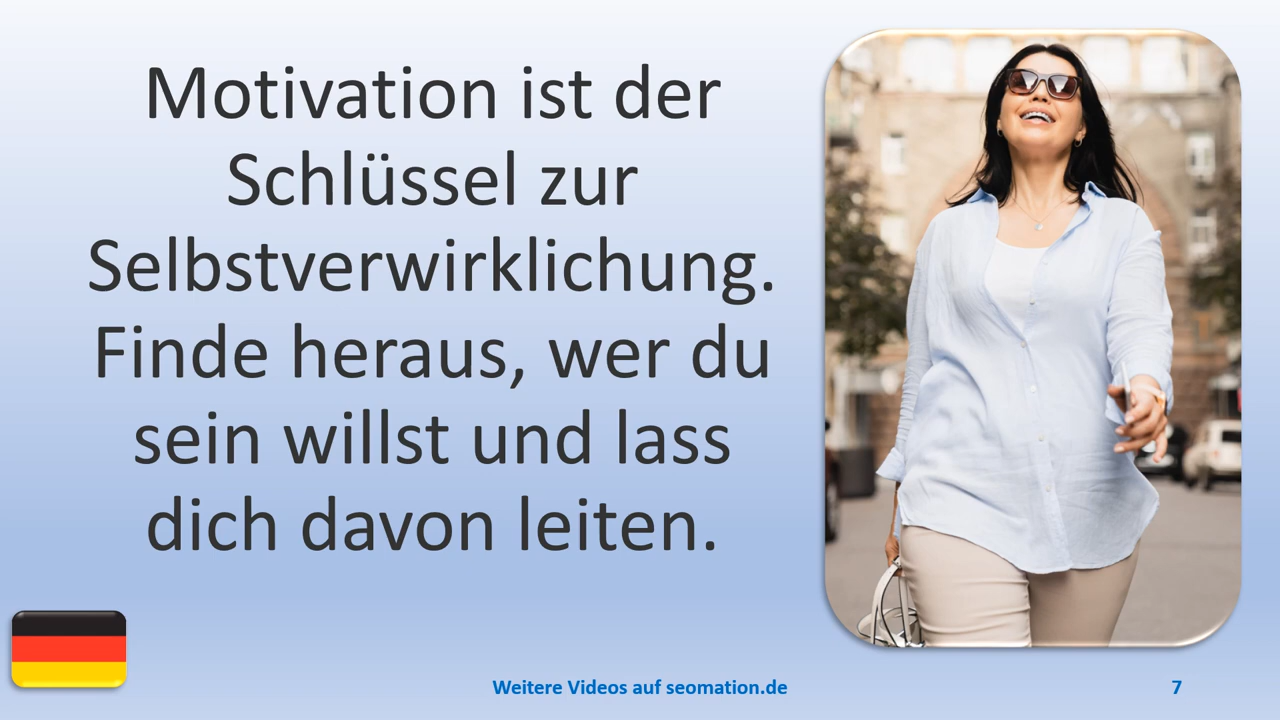 Motivation ist der
Schlüssel zur
Selbstverwirklichung.
Finde heraus, wer du
sein willst und lass
dich davon leiten.
Weitere Videos auf seomation.de
7